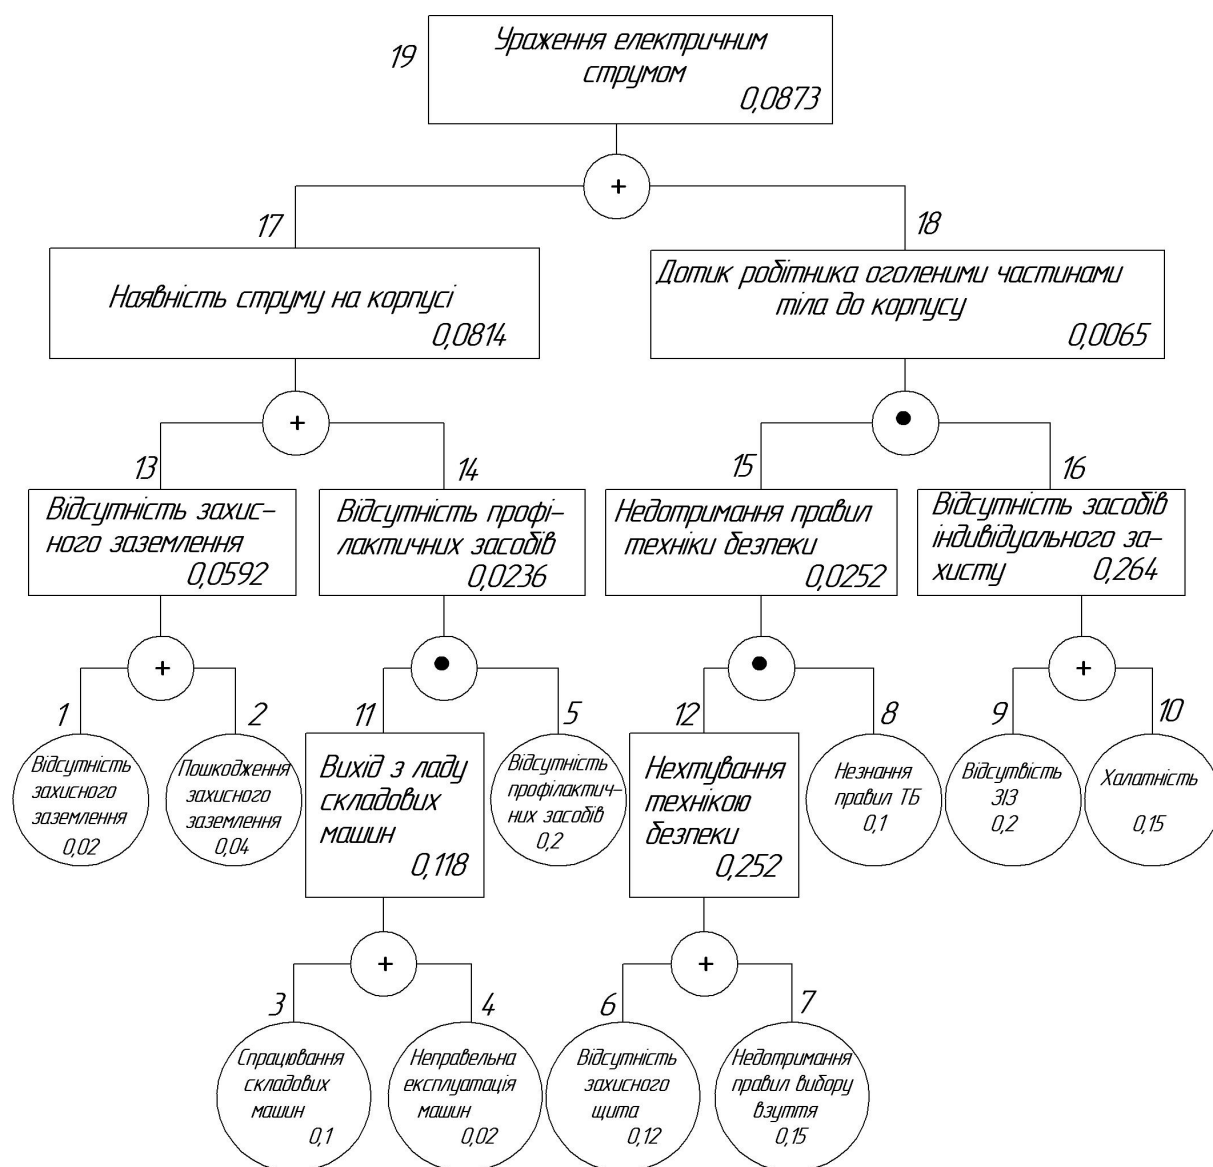 19
Ураження електричним
струмом
0,0873
+
17
18
Наявність струму на корпусі
0,0814
Дотик робітника оголеними частинами
тіла до корпусу
0,0065
+
13
14
15
16
Відсутність захис-
ного заземлення
0,0592
Відсутність профі-
лактичних засобів
0,0236
Недотримання правил
техніки безпеки
0,0252
Відсутність засобів
індивідуального за-
хисту 0,264
+
+
1
2
11
5
12
8
9
10
Відсутність
захисного
заземлення
0,02
Пошкодження
захисного
заземлення
0,04
Вихід з ладу
складових
машин
0,118
Відсутність
профілактич-
них засобів
0,2
Нехтування
технікою
безпеки
0,252
Незнання
правил ТБ
0,1
Відсутвість
ЗІЗ
0,2
Халатність
0,15
+
+
3
4
6
7
Спрацювання
складових
машин
0,1
Неправельна
експлуатація
машин
0,02
Відсутність
захисного
щита
0,12
Недотримання
правил вибору
взуття
0,15